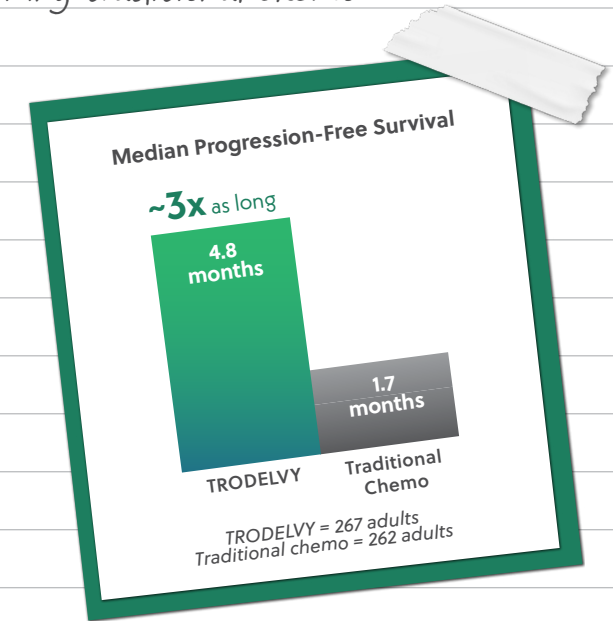 Median Progression-Free Survival
~3x as long
4.8
months
1.7
months
TRODELVY
Traditional
Chemo
TRODELVY = 267 adults
Traditional chemo = 262 adults